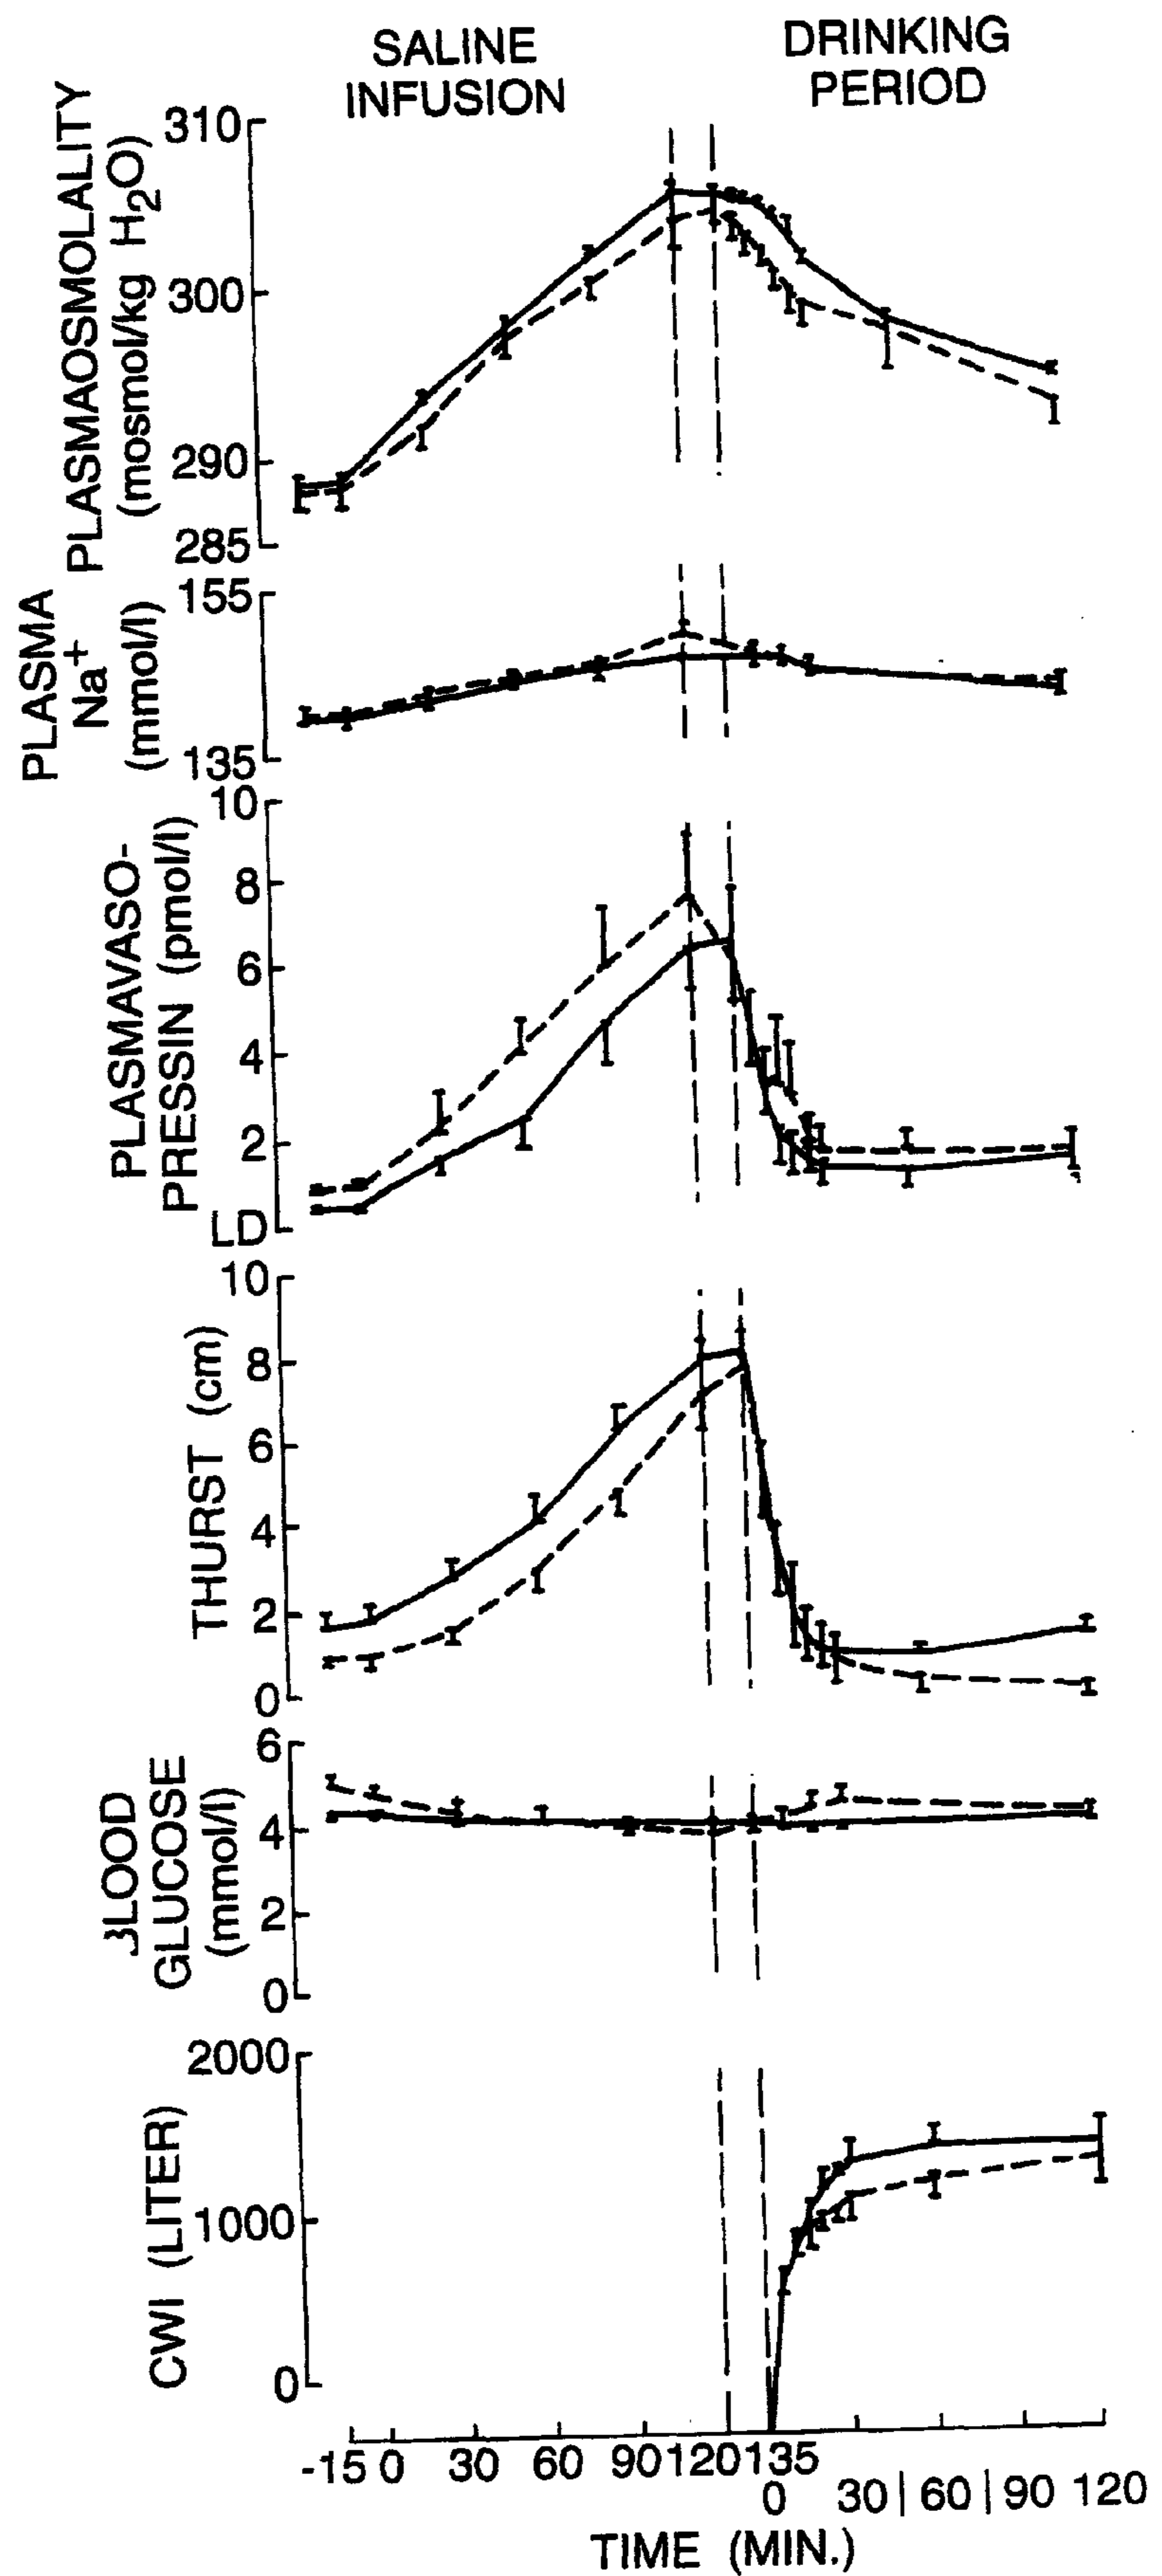 SALINE
INFUSION
DRINKING
PERIOD
PLASMAOSMOLALITY
(mosmol/kg H2O)
310
300
290
285
PLASMA
Na+
(mmol/l)
155
135
PLASMAVASO-
PRESSIN (pmol/l)
10
8
6
4
2
LD
THURST (cm)
10
8
6
4
2
0
BLOOD
GLUCOSE
(mmol/l)
6
4
2
0
CWI (LITER)
2000
1000
0
-15 0 30 60 90 120 135
0 30 | 60 | 90 120
TIME (MIN.)